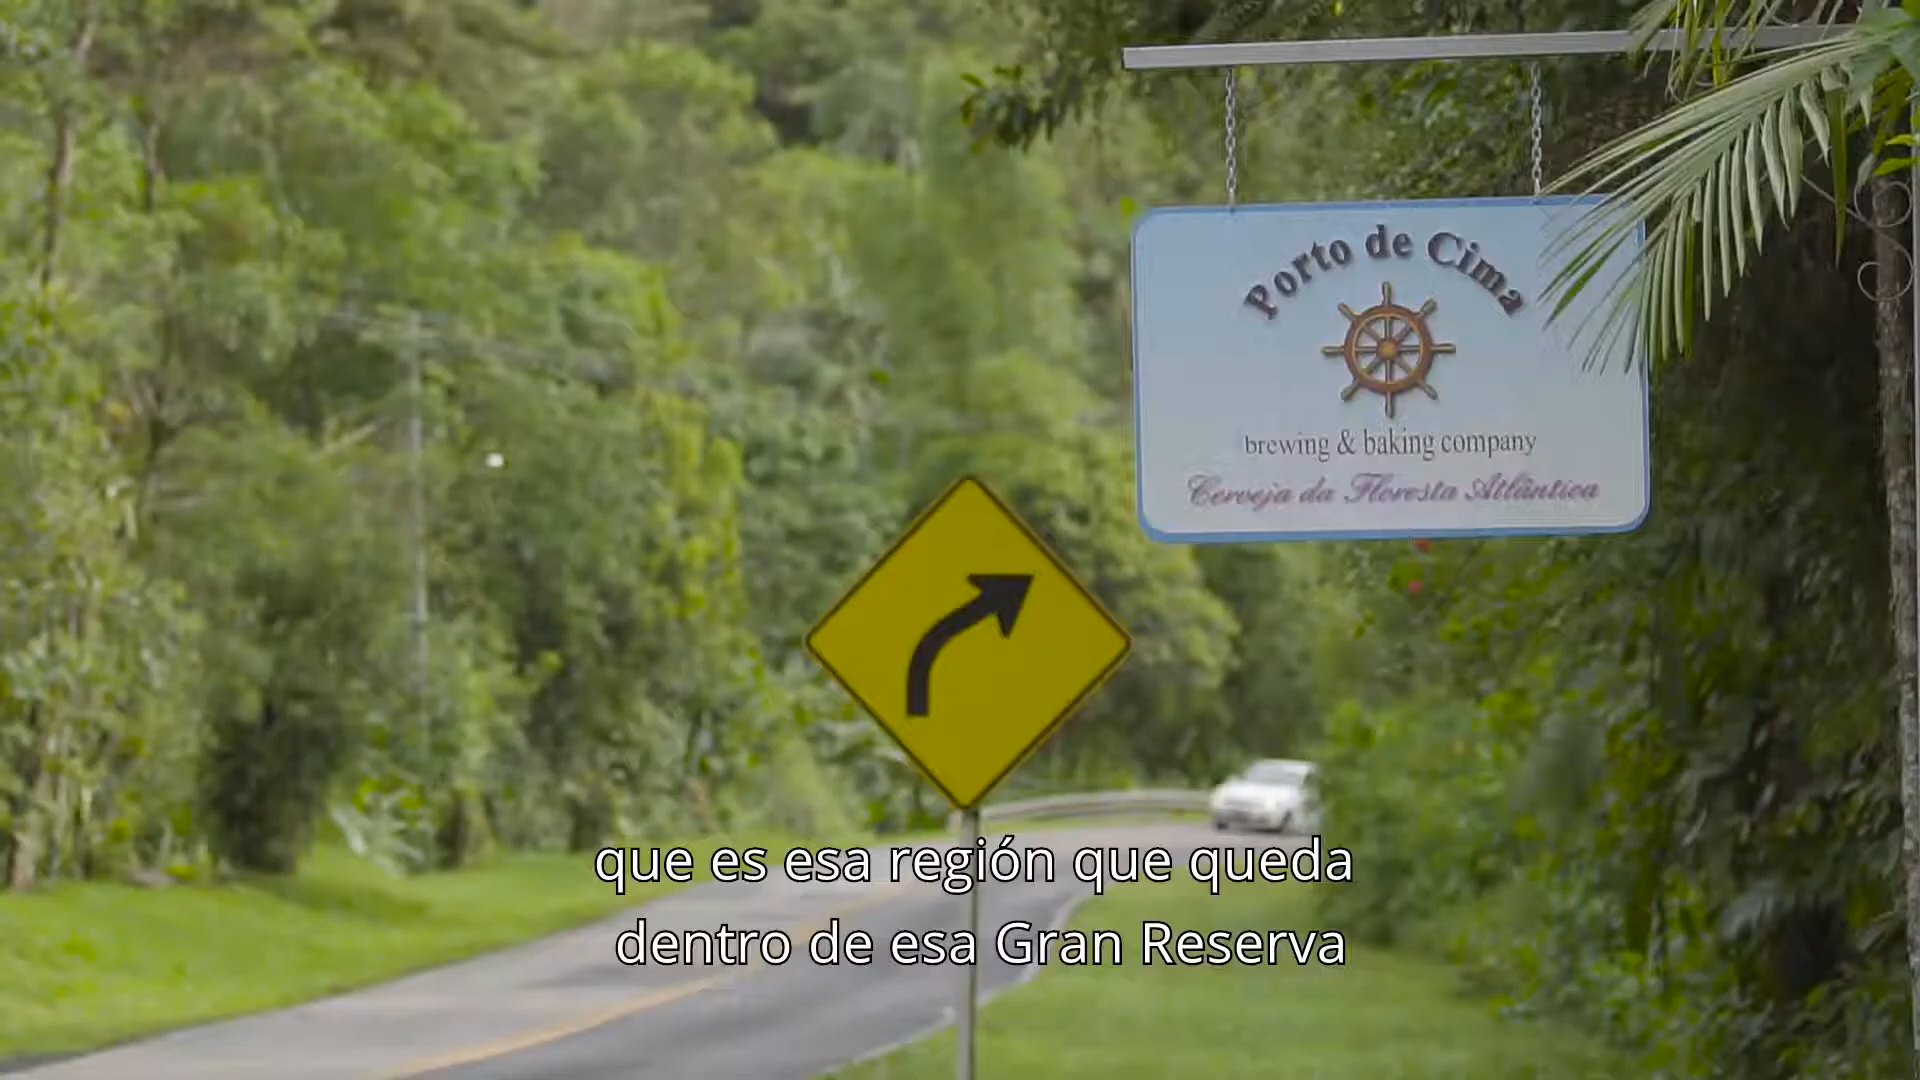 Porto de Cima
brewing & baking company
Cerveja da Floresta Atlântica
que es esa región que queda
dentro de esa Gran Reserva